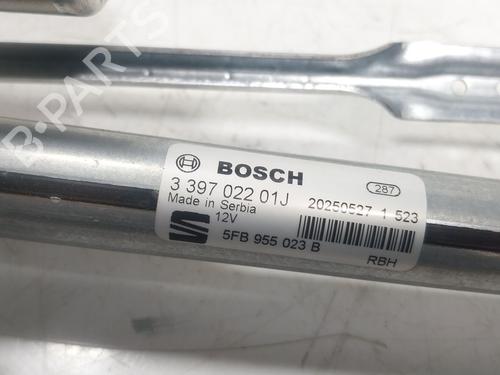 BOSCH
3 397 022 01J
287
Made in Serbia
20250527 1 523
12V
5FB 955 023 B
RBH
B-PARTS